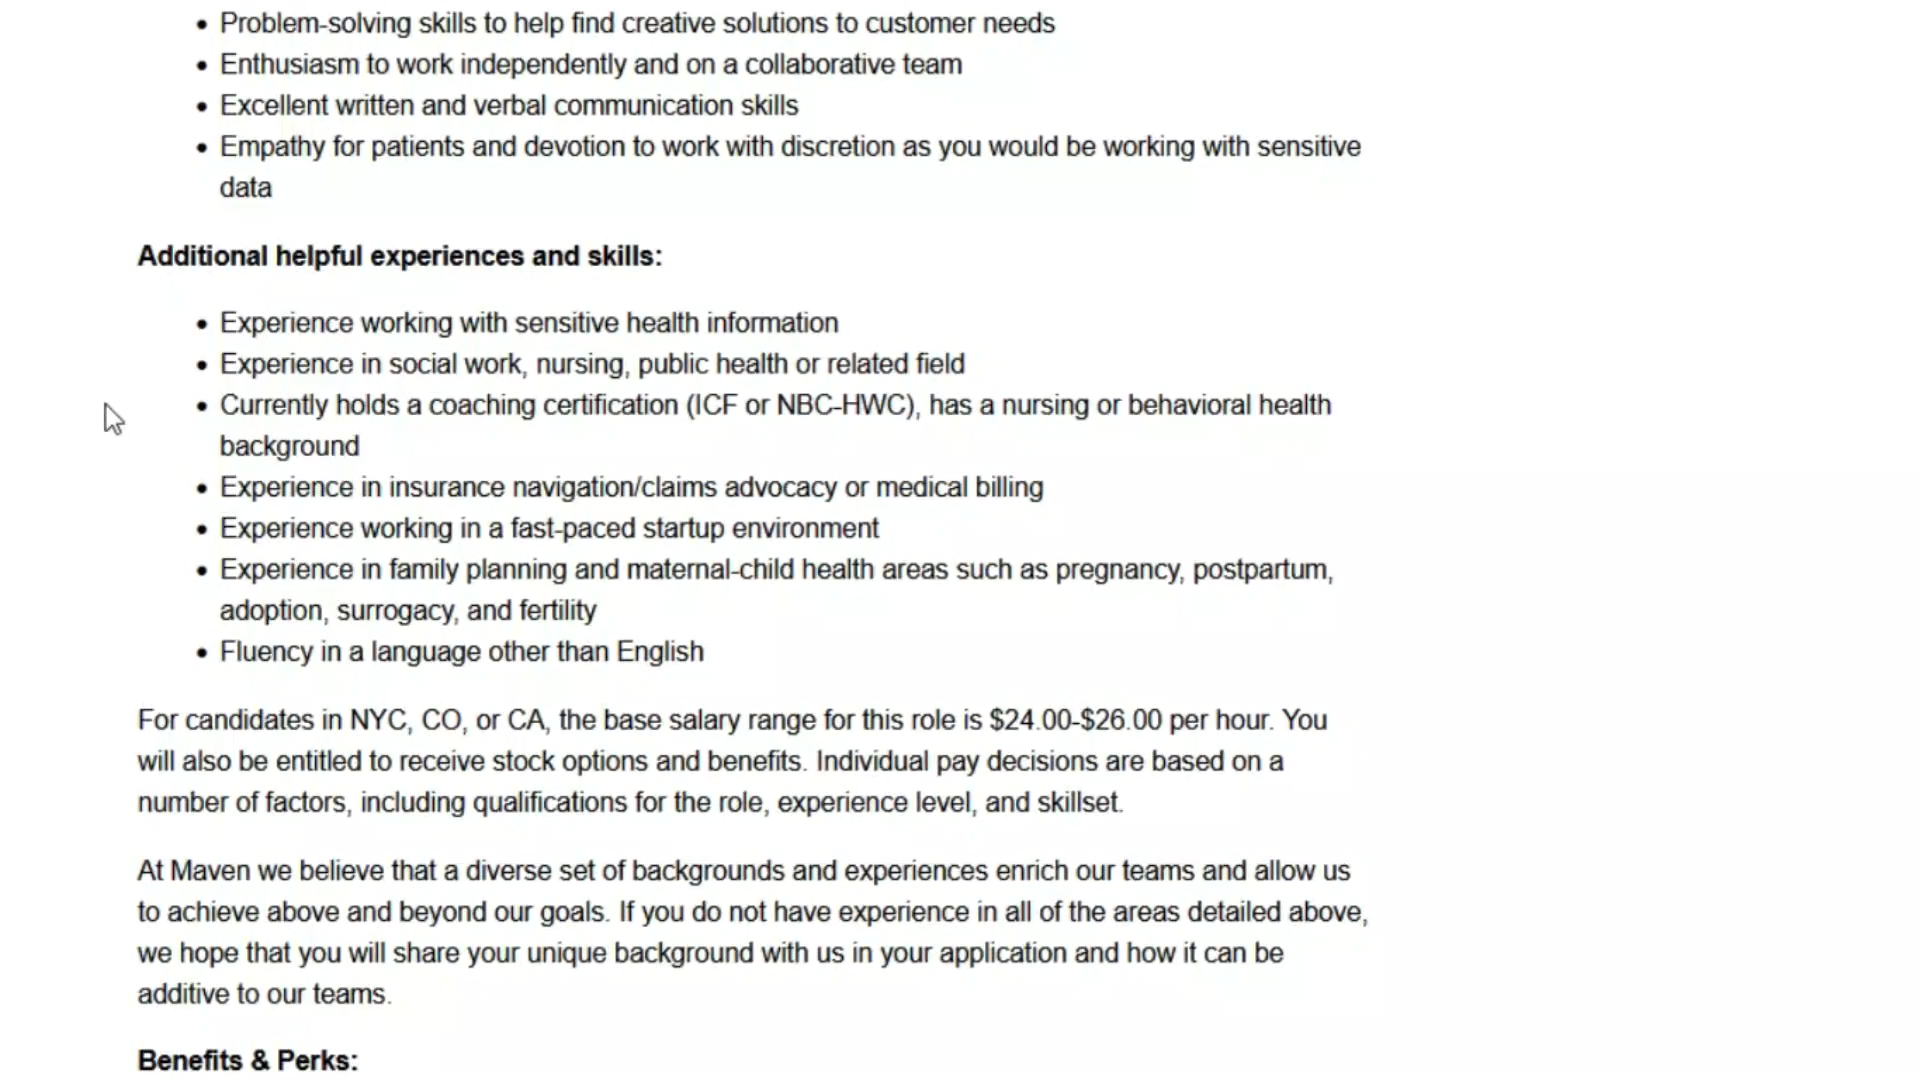 • Problem-solving skills to help find creative solutions to customer needs
• Enthusiasm to work independently and on a collaborative team
• Excellent written and verbal communication skills
• Empathy for patients and devotion to work with discretion as you would be working with sensitive
data
Additional helpful experiences and skills:
• Experience working with sensitive health information
• Experience in social work, nursing, public health or related field
• Currently holds a coaching certification (ICF or NBC-HWC), has a nursing or behavioral health
background
• Experience in insurance navigation/claims advocacy or medical billing
• Experience working in a fast-paced startup environment
• Experience in family planning and maternal-child health areas such as pregnancy, postpartum,
adoption, surrogacy, and fertility
• Fluency in a language other than English
For candidates in NYC, CO, or CA, the base salary range for this role is $24.00-$26.00 per hour. You
will also be entitled to receive stock options and benefits. Individual pay decisions are based on a
number of factors, including qualifications for the role, experience level, and skillset.
At Maven we believe that a diverse set of backgrounds and experiences enrich our teams and allow us
to achieve above and beyond our goals. If you do not have experience in all of the areas detailed above,
we hope that you will share your unique background with us in your application and how it can be
additive to our teams.
Benefits & Perks: